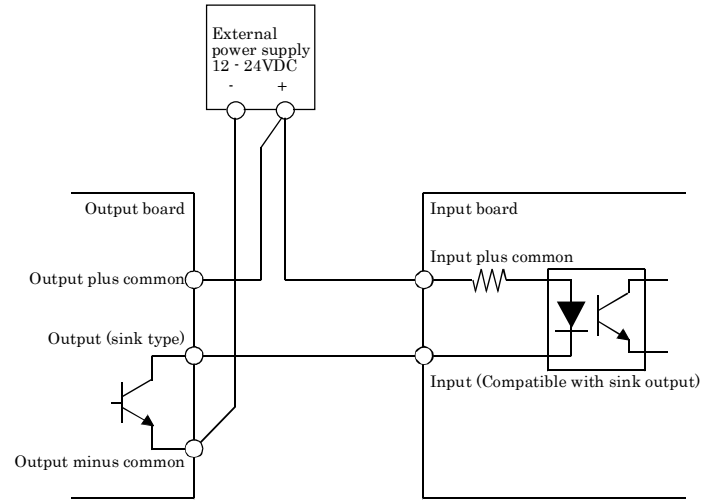 External
power supply
12 - 24VDC
- +
Output board
Input board
Output plus common
Input plus common
Output (sink type)
Input (Compatible with sink output)
Output minus common